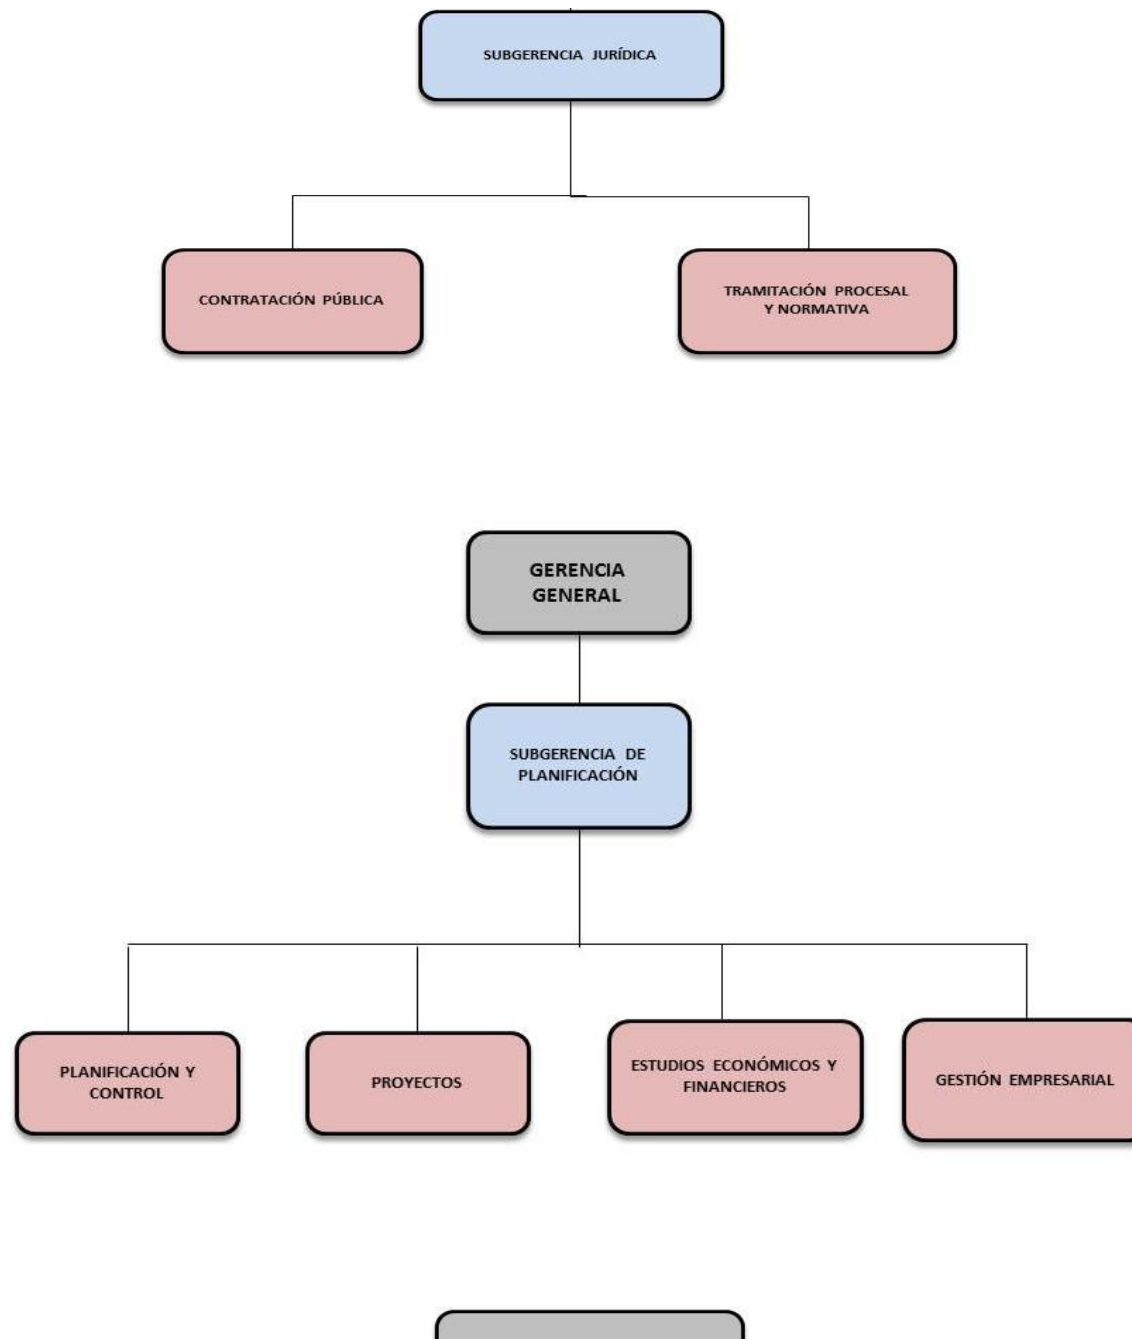 SUBGERENCIA JURÍDICA
CONTRATACIÓN PÚBLICA
TRAMITACIÓN PROCESAL
Y NORMATIVA
GERENCIA
GENERAL
SUBGERENCIA DE
PLANIFICACIÓN
PLANIFICACIÓN Y
CONTROL
PROYECTOS
ESTUDIOS ECONÓMICOS Y
FINANCIEROS
GESTIÓN EMPRESARIAL